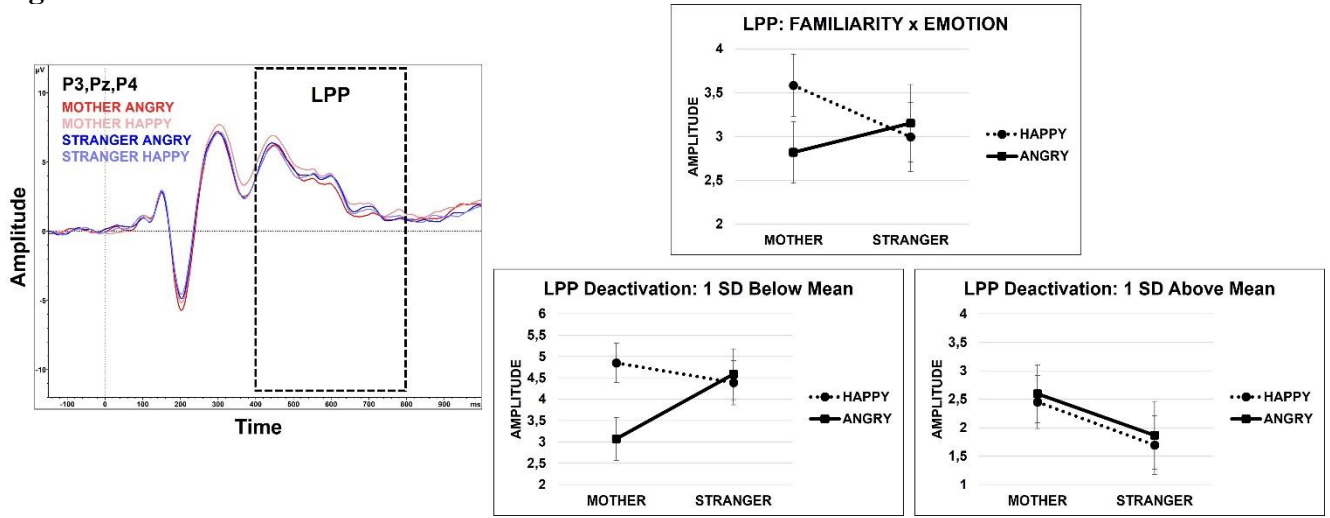 g
µV
10
5
0
-5
-10
P3,Pz,P4
MOTHER ANGRY
MOTHER HAPPY
STRANGER ANGRY
STRANGER HAPPY
LPP
-100 0 100 200 300 400 500 600 700 800 900 ms
Amplitude
Time
LPP: FAMILIARITY x EMOTION
AMPLITUDE
4
3,5
3
2,5
2
MOTHER STRANGER
HAPPY
ANGRY
LPP Deactivation: 1 SD Below Mean
AMPLITUDE
6
5,5
5
4,5
4
3,5
3
2,5
2
MOTHER STRANGER
HAPPY
ANGRY
LPP Deactivation: 1 SD Above Mean
AMPLITUDE
4
3,5
3
2,5
2
1,5
1
MOTHER STRANGER
HAPPY
ANGRY